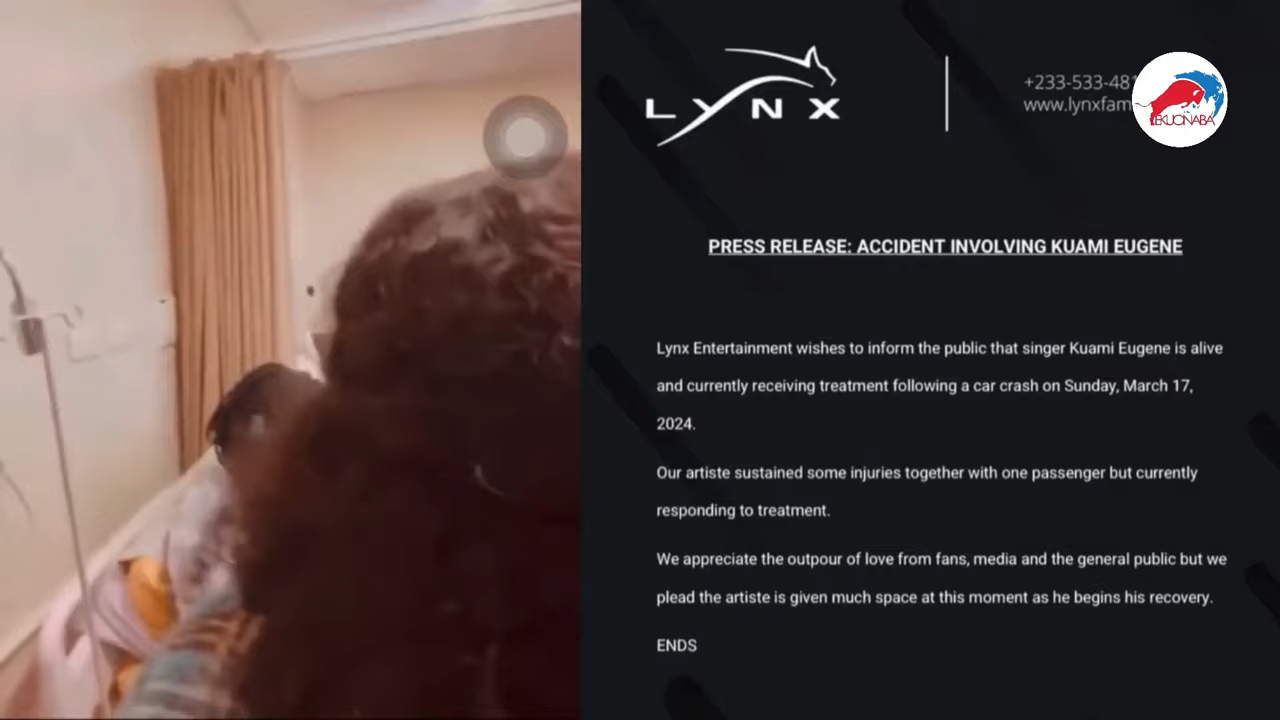 LYNX
+233-533-481
www.lynxfam
EKUONABA
PRESS RELEASE: ACCIDENT INVOLVING KUAMI EUGENE
Lynx Entertainment wishes to inform the public that singer Kuami Eugene is alive
and currently receiving treatment following a car crash on Sunday, March 17,
2024.
Our artiste sustained some injuries together with one passenger but currently
responding to treatment.
We appreciate the outpour of love from fans, media and the general public but we
plead the artiste is given much space at this moment as he begins his recovery.
ENDS